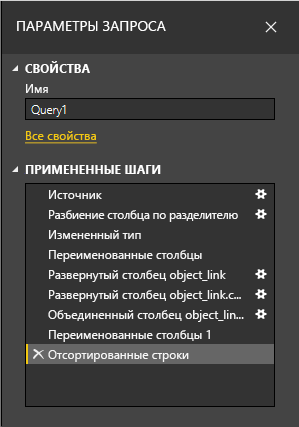 ПАРАМЕТРЫ ЗАПРОСА
СВОЙСТВА
Имя
Query1
Все свойства
ПРИМЕНЕННЫЕ ШАГИ
Источник
Разбиение столбца по разделителю
Измененный тип
Переименованные столбцы
Развернутый столбец object_link
Развернутый столбец object_link.c...
Объединенный столбец object_lin...
Переименованные столбцы 1
Отсортированные строки